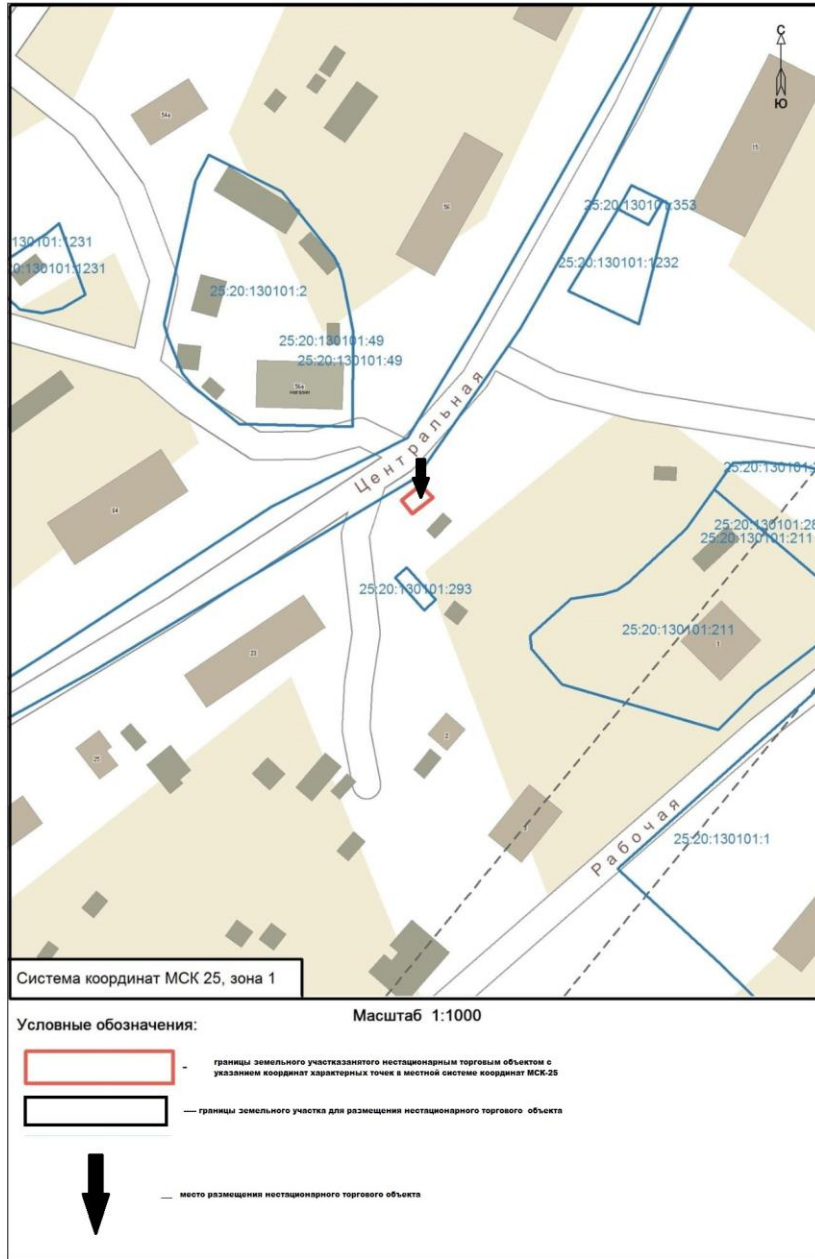 С
Ю
54а
56
15
25:20:130101:353
130101:1231
25:20:130101:1232
0:130101:1231
25:20:130101:2
25:20:130101:49
25:20:130101:49
56а
магазин
Центральная
25:20:130101:
25:20:130101:28
25:20:130101:211
25:20:130101:293
25:20:130101:211
1
23
2
25
Рабочая
25:20:130101:1
Система координат МСК 25, зона 1
Масштаб 1:1000
Условные обозначения:
- границы земельного участказанятого нестационарным торговым объектом с
указанием координат характерных точек в местной системе координат МСК-25
— границы земельного участка для размещения нестационарного торгового объекта
— место размещения нестационарного торгового объекта